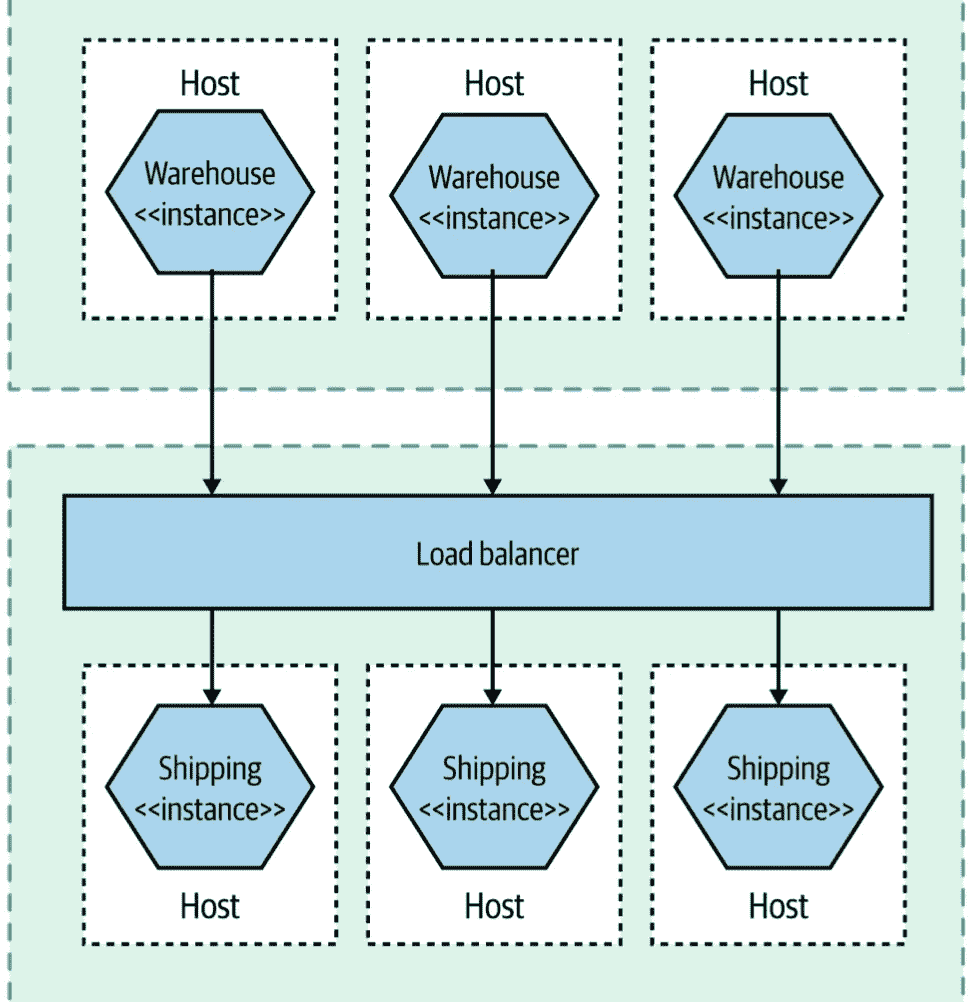 Host
Host
Host
Warehouse
<<instance>>
Warehouse
<<instance>>
Warehouse
<<instance>>
Load balancer
Shipping
<<instance>>
Shipping
<<instance>>
Shipping
<<instance>>
Host
Host
Host